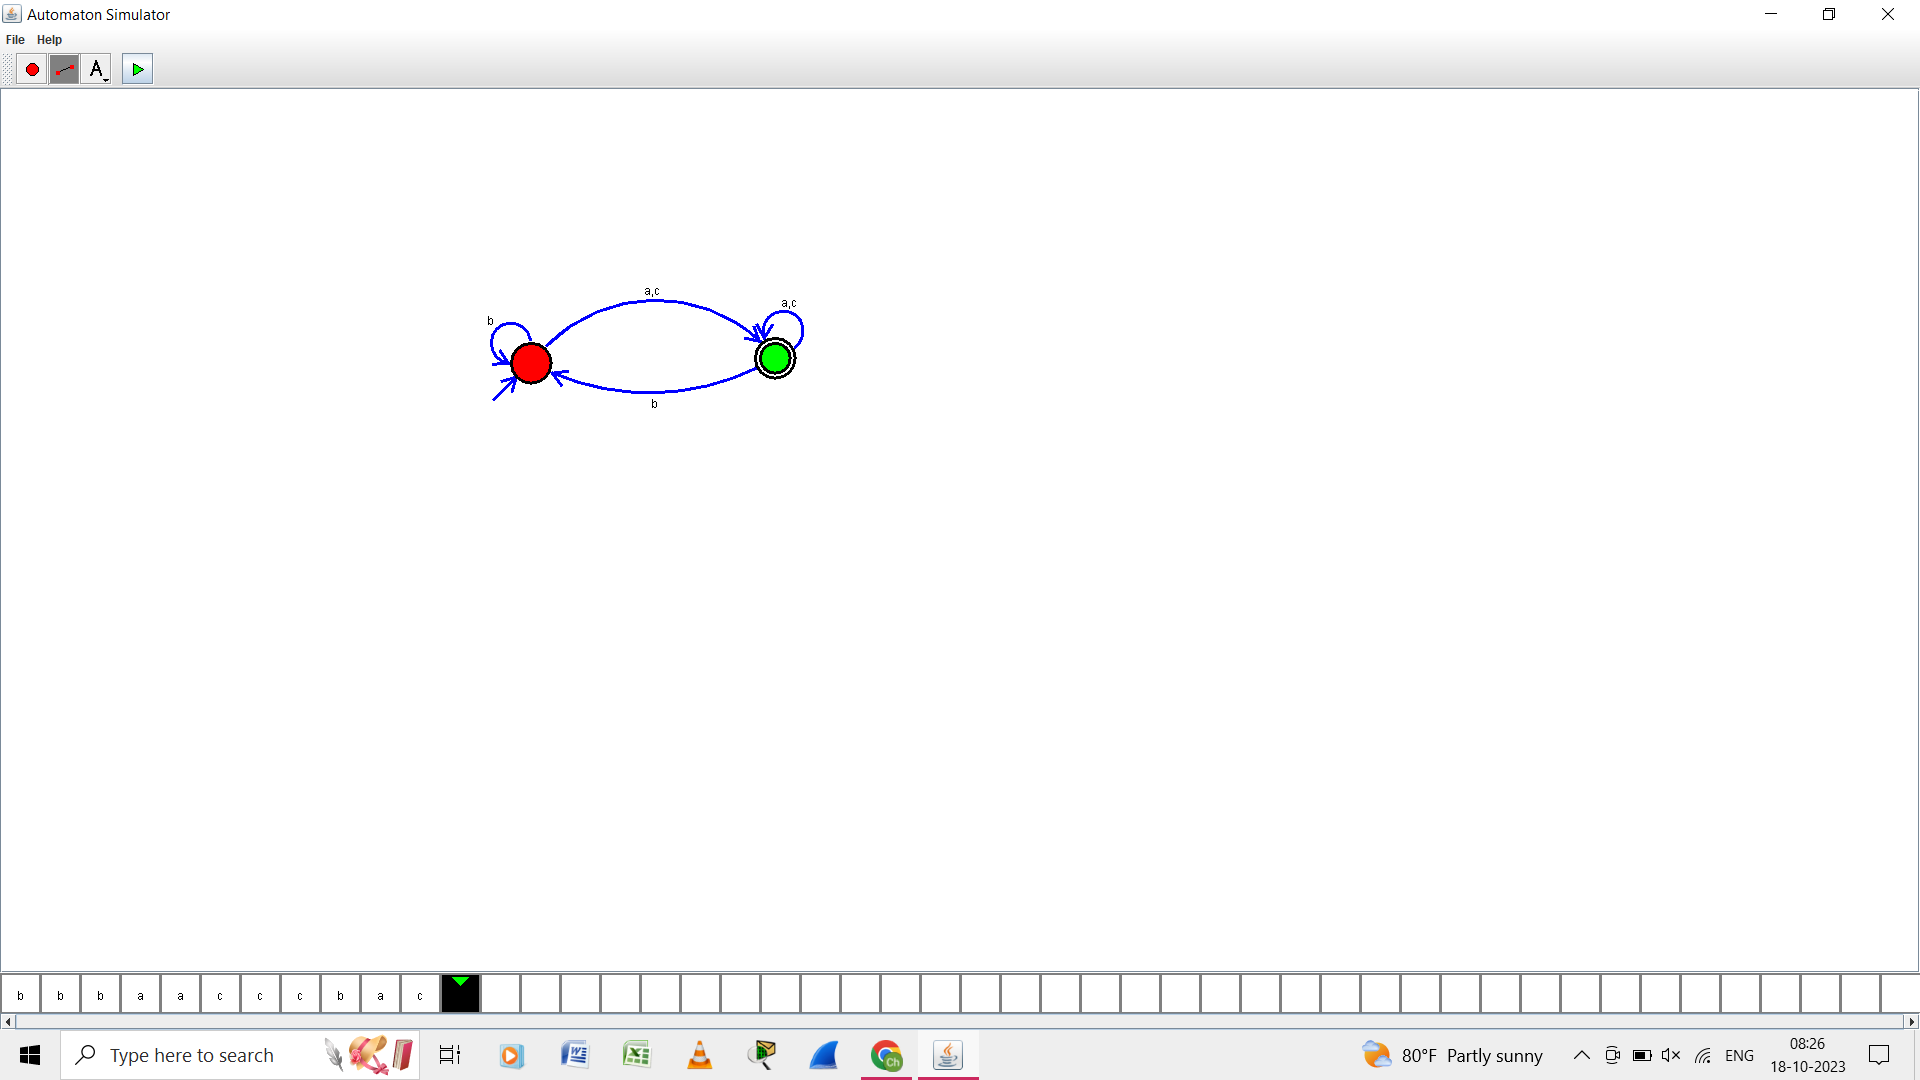 Automaton Simulator
File Help
A
a,c
a,c
b
b
b b b a a c c c b a c
Type here to search
80°F Partly sunny
ENG
08:26
18-10-2023